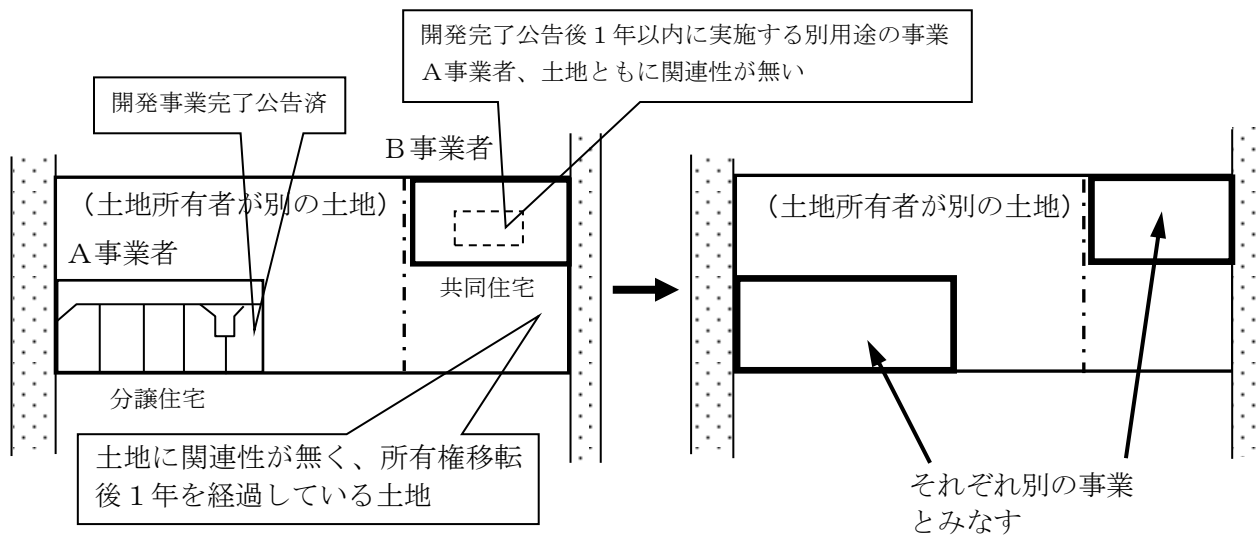 開発完了公告後１年以内に実施する別用途の事業
Ａ事業者、土地ともに関連性が無い
開発事業完了公告済
Ｂ事業者
（土地所有者が別の土地）
Ａ事業者
共同住宅
分譲住宅
土地に関連性が無く、所有権移転
後１年を経過している土地
（土地所有者が別の土地）
それぞれ別の事業
とみなす